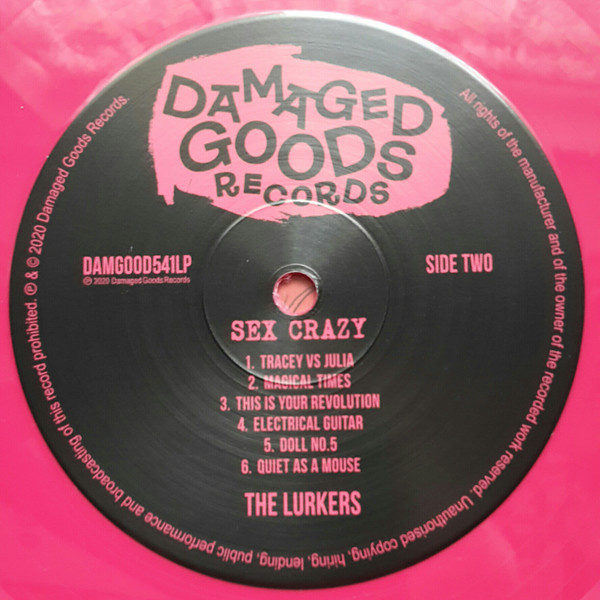 DAMAGED
GOODS
RECORDS
DAMGOOD541LP
℗ 2020 Damaged Goods Records
SIDE TWO
SEX CRAZY
1. TRACEY VS JULIA
2. MAGICAL TIMES
3. THIS IS YOUR REVOLUTION
4. ELECTRICAL GUITAR
5. DOLL NO.5
6. QUIET AS A MOUSE
THE LURKERS
All rights of the manufacturer and of the owner of the recorded work reserved. Unauthorised copying, hiring, lending, public performance and broadcasting of this record prohibited. ℗ & © 2020 Damaged Goods Records.